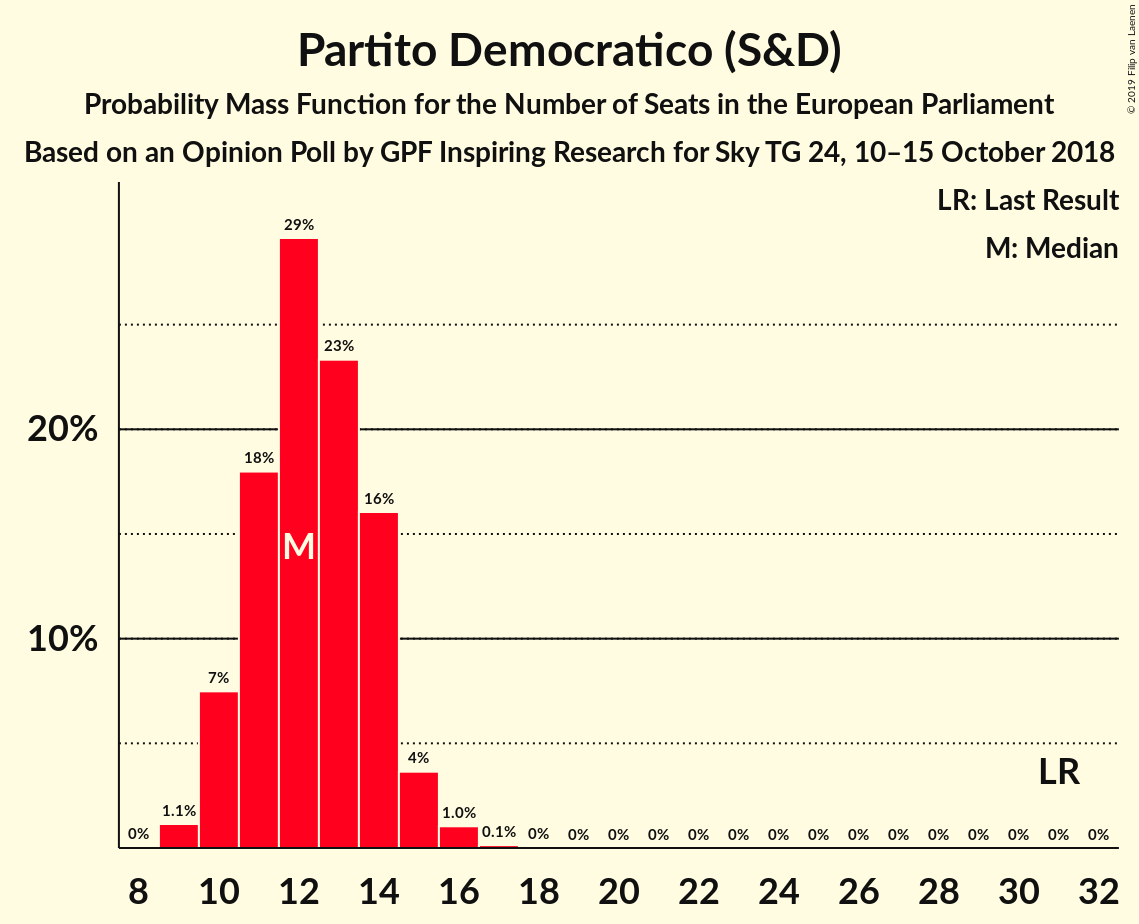 Partito Democratico (S&D)
Probability Mass Function for the Number of Seats in the European Parliament
Based on an Opinion Poll by GPF Inspiring Research for Sky TG 24, 10–15 October 2018
© 2019 Filip van Laenen
LR: Last Result
M: Median
29%
23%
20%
18%
16%
M
10%
7%
4%
LR
0% 1.1% 1.0% 0.1% 0% 0% 0% 0% 0% 0% 0% 0% 0% 0% 0% 0% 0% 0% 0%
8 10 12 14 16 18 20 22 24 26 28 30 32